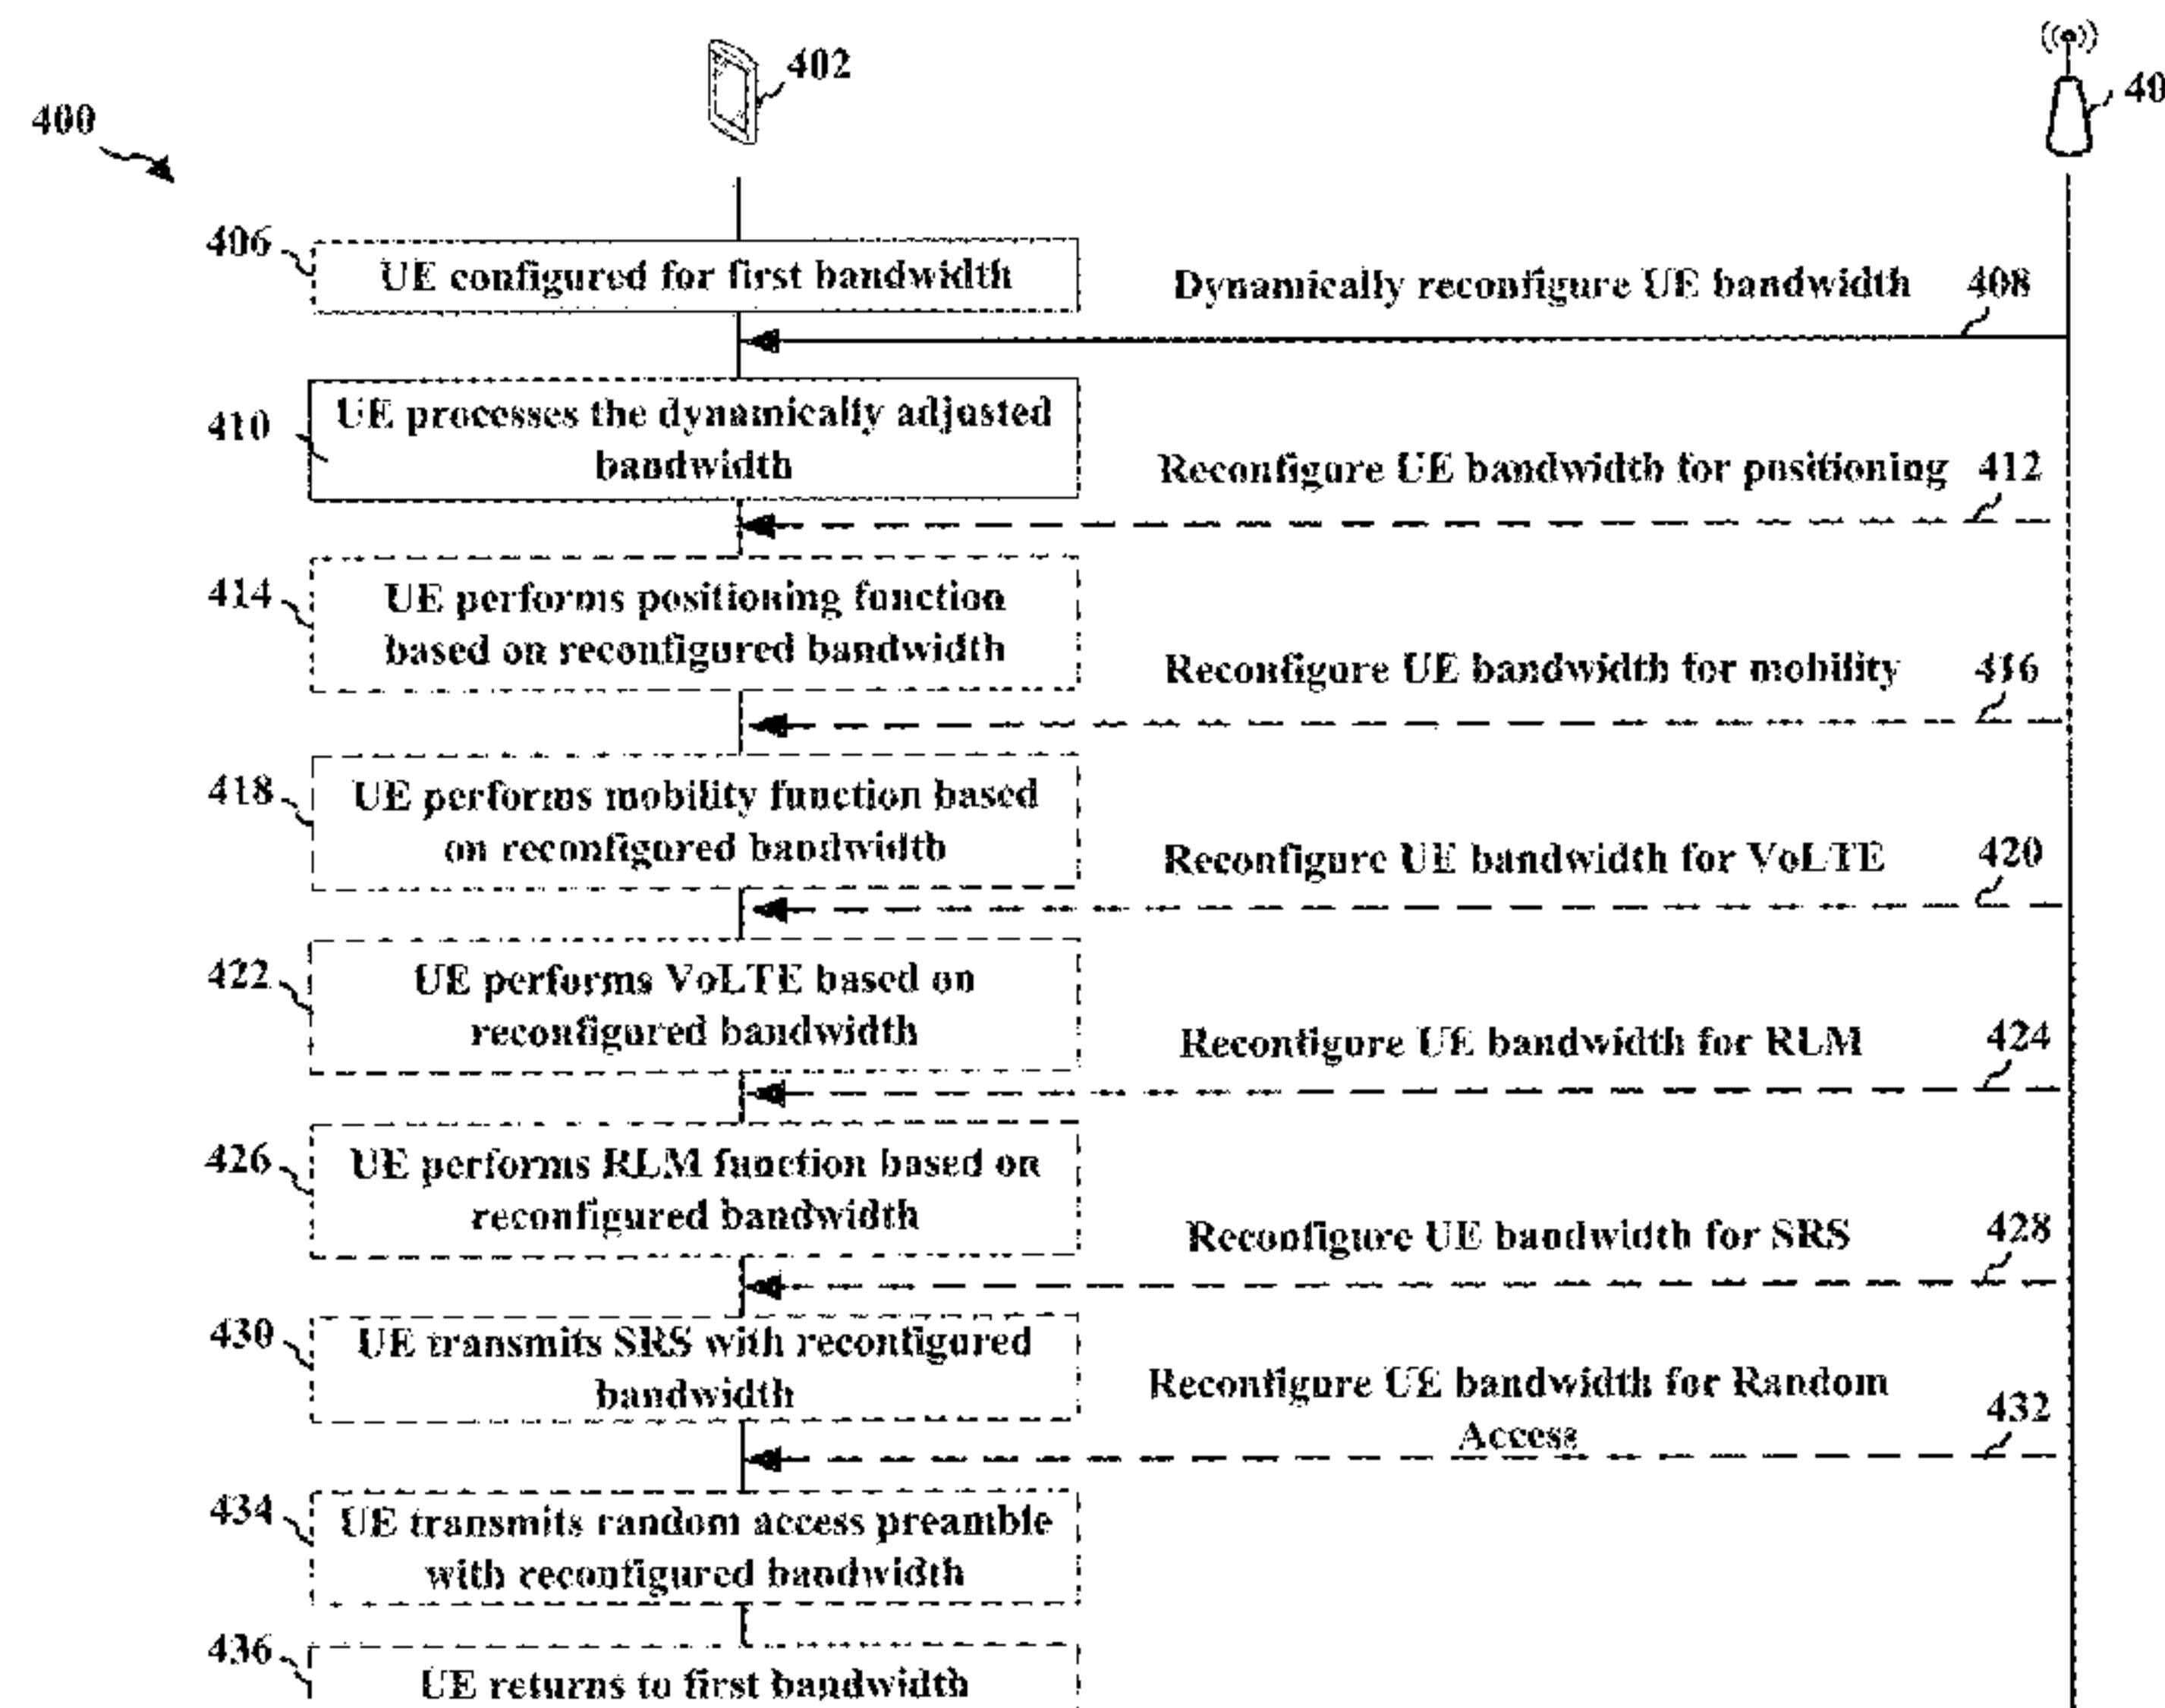 402
40
400
406
UE configured for first bandwidth
Dynamically reconfigure UE bandwidth 408
410
UE processes the dynamically adjusted
bandwidth
Reconfigure UE bandwidth for positioning 412
414
UE performs positioning function
based on reconfigured bandwidth
Reconfigure UE bandwidth for mobility 416
418
UE performs mobility function based
on reconfigured bandwidth
Reconfigure UE bandwidth for VoLTE 420
422
UE performs VoLTE based on
reconfigured bandwidth
Reconfigure UE bandwidth for RLM 424
426
UE performs RLM function based on
reconfigured bandwidth
Reconfigure UE bandwidth for SRS 428
430
UE transmits SRS with reconfigured
bandwidth
Reconfigure UE bandwidth for Random
Access
432
434
UE transmits random access preamble
with reconfigured bandwidth
436
UE returns to first bandwidth